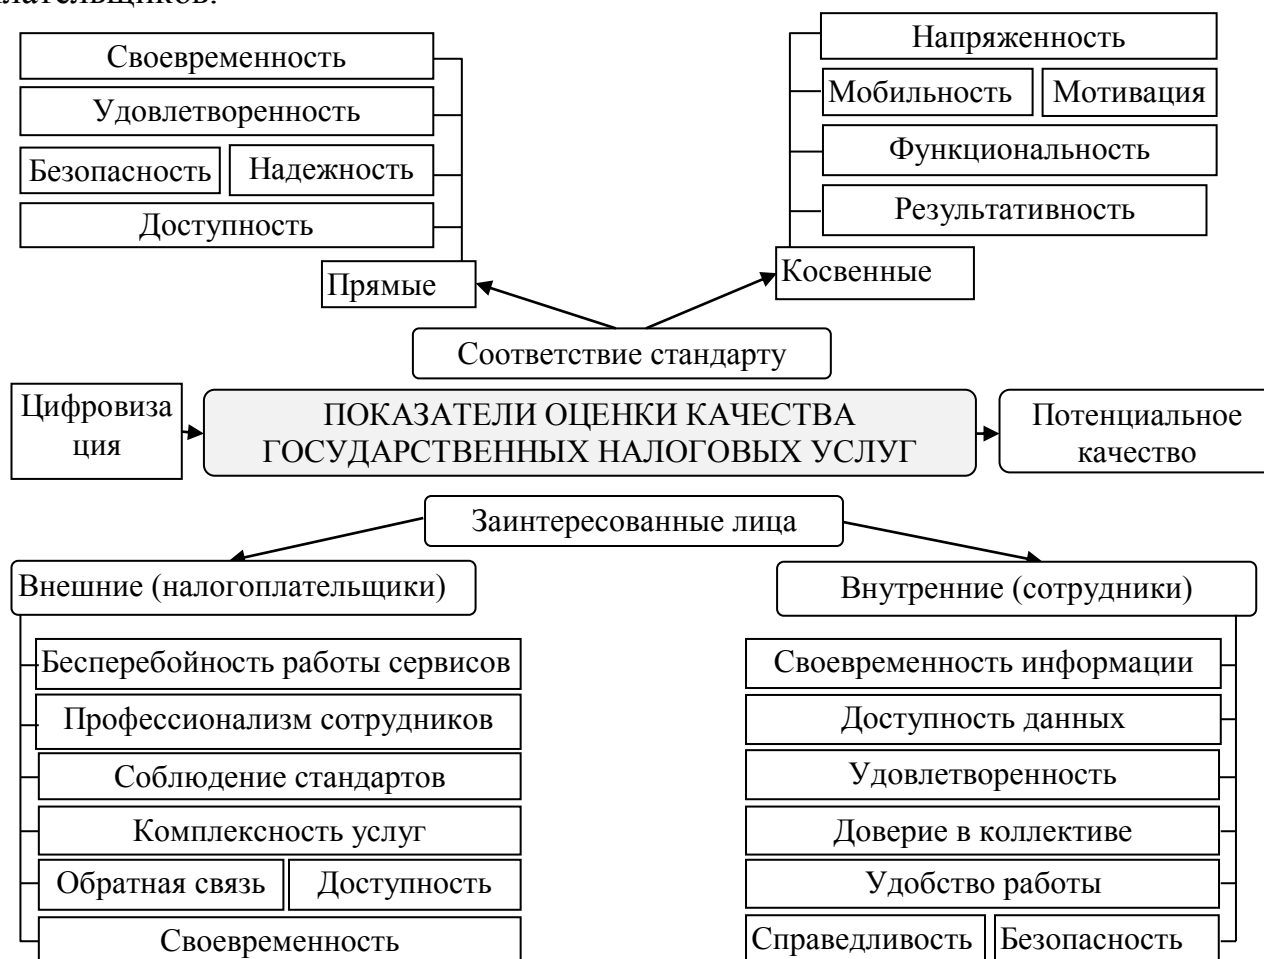 плательщиков.
Своевременность
Удовлетворенность
Безопасность
Надежность
Доступность
Прямые
Напряженность
Мобильность
Мотивация
Функциональность
Результативность
Косвенные
Соответствие стандарту
Цифровиза
ция
ПОКАЗАТЕЛИ ОЦЕНКИ КАЧЕСТВА
ГОСУДАРСТВЕННЫХ НАЛОГОВЫХ УСЛУГ
Потенциальное
качество
Заинтересованные лица
Внешние (налогоплательщики)
Бесперебойность работы сервисов
Профессионализм сотрудников
Соблюдение стандартов
Комплексность услуг
Обратная связь
Доступность
Своевременность
Внутренние (сотрудники)
Своевременность информации
Доступность данных
Удовлетворенность
Доверие в коллективе
Удобство работы
Справедливость
Безопасность